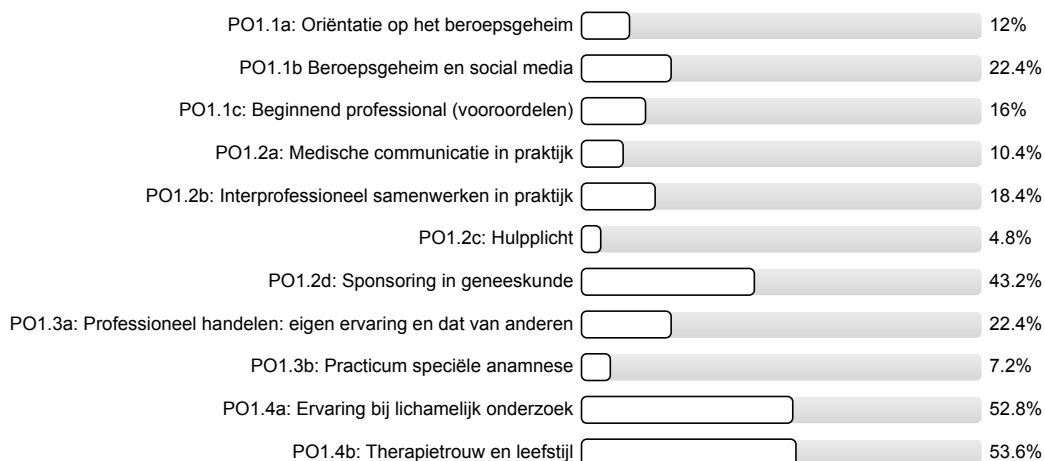 PO1.1a: Oriëntatie op het beroepsgeheim 12%
PO1.1b Beroepsgeheim en social media 22.4%
PO1.1c: Beginnend professional (vooroordelen) 16%
PO1.2a: Medische communicatie in praktijk 10.4%
PO1.2b: Interprofessioneel samenwerken in praktijk 18.4%
PO1.2c: Hulpplicht 4.8%
PO1.2d: Sponsoring in geneeskunde 43.2%
PO1.3a: Professioneel handelen: eigen ervaring en dat van anderen 22.4%
PO1.3b: Practicum speciële anamnese 7.2%
PO1.4a: Ervaring bij lichamelijk onderzoek 52.8%
PO1.4b: Therapietrouw en leefstijl 53.6%